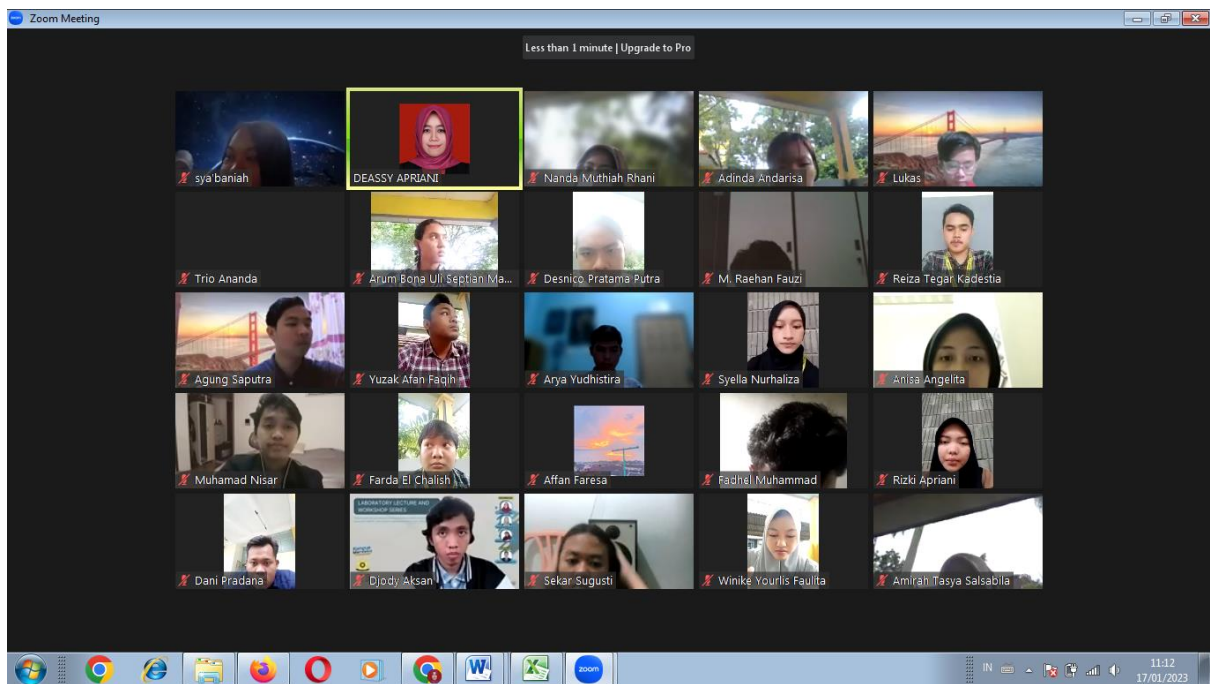 Zoom Meeting
Less than 1 minute | Upgrade to Pro
sya'baniah
DEASSY APRIANI
Nanda Muthiah Rhani
Adinda Andarisa
Lukas
Trio Ananda
Arum Bona Uli Septian Ma...
Desnico Pratama Putra
M. Raehan Fauzi
Reiza Tegar Kadestia
Agung Saputra
Yuzak Afan Faqih
Arya Yudhistira
Syella Nurhaliza
Anisa Angelita
Muhamad Nisar
Farda El Chalish
Affan Faresa
Fadhel Muhammad
Rizki Apriani
LABORATORY LECTURE AND
WORKSHOP SERIES
Dani Pradana
Djody Aksan
Sekar Sugusti
Winike Yourlis Faulita
Amirah Tasya Salsabila
zoom
IN
11:12
17/01/2023